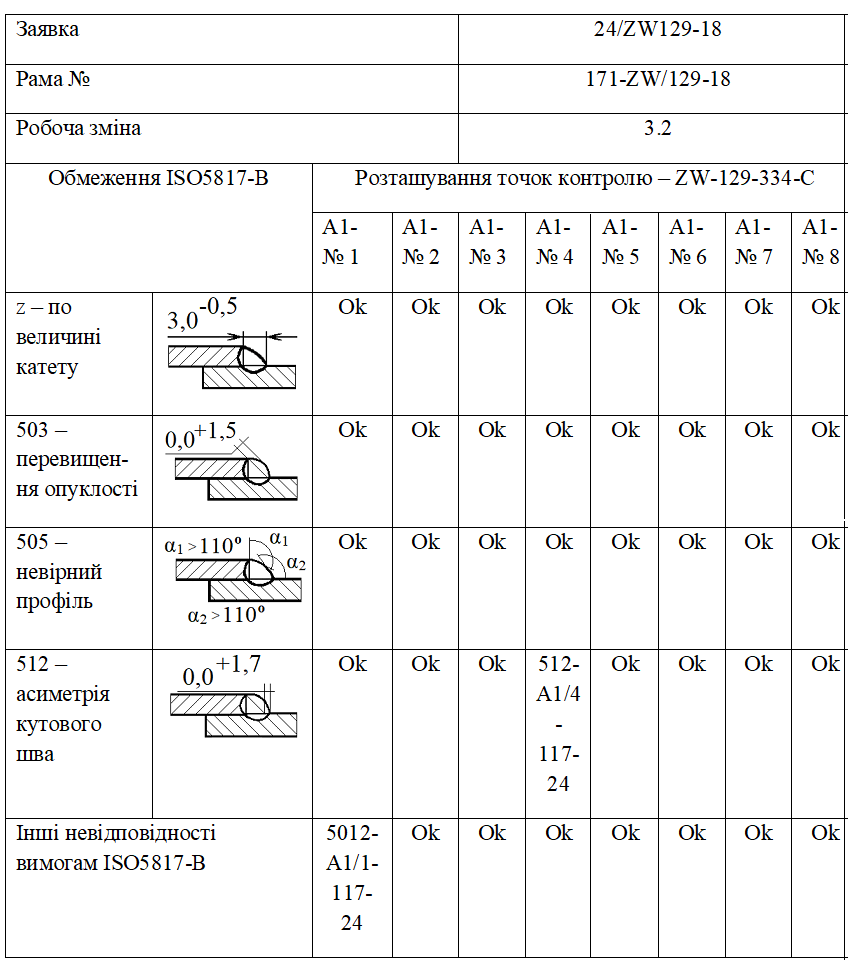 Заявка 24/ZW129-18
Рама № 171-ZW/129-18
Робоча зміна 3.2
Обмеження ISO5817-B Розташування точок контролю – ZW-129-334-C
A1- A1- A1- A1- A1- A1- A1- A1-
№ 1 № 2 № 3 № 4 № 5 № 6 № 7 № 8
z – по
величині
катету
3,0-0,5
Ok Ok Ok Ok Ok Ok Ok Ok
503 –
перевищен-
ня опуклості
0,0+1,5
Ok Ok Ok Ok Ok Ok Ok Ok
505 –
невірний
профіль
α1 > 110º α1
α2
α2 > 110º
Ok Ok Ok Ok Ok Ok Ok Ok
512 –
асиметрія
кутового
шва
0,0+1,7
Ok Ok Ok
512-
A1/4
-
117-
24
Ok Ok Ok Ok
Інші невідповідності
вимогам ISO5817-B
5012-
A1/1-
117-
24
Ok Ok Ok Ok Ok Ok Ok